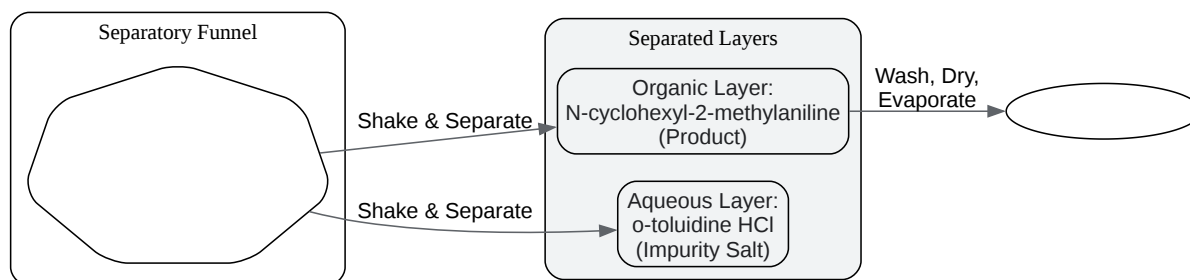 Separatory Funnel
Shake & Separate
Shake & Separate
Separated Layers
Organic Layer:
N-cyclohexyl-2-methylaniline
(Product)
Aqueous Layer:
o-toluidine HCl
(Impurity Salt)
Wash, Dry,
Evaporate